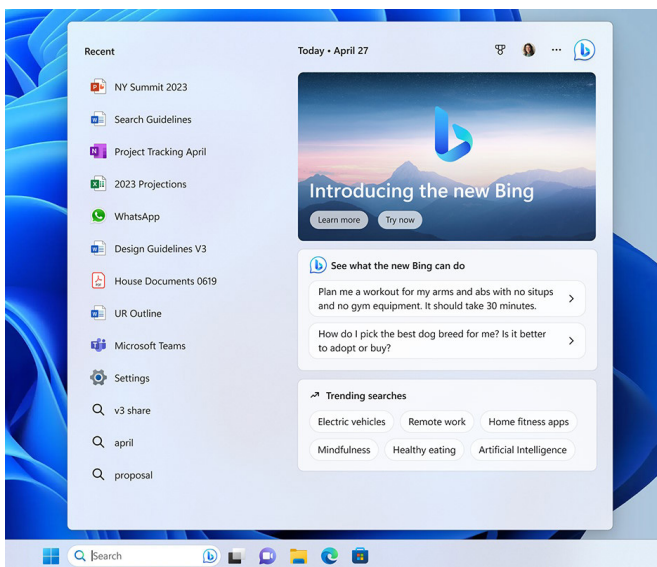 Recent
NY Summit 2023
Search Guidelines
Project Tracking April
2023 Projections
WhatsApp
Design Guidelines V3
House Documents 0619
UR Outline
Microsoft Teams
Settings
v3 share
april
proposal
Today • April 27
Introducing the new Bing
Learn more
Try now
See what the new Bing can do
Plan me a workout for my arms and abs with no situps
and no gym equipment. It should take 30 minutes.
How do I pick the best dog breed for me? Is it better
to adopt or buy?
Trending searches
Electric vehicles
Remote work
Home fitness apps
Mindfulness
Healthy eating
Artificial Intelligence
Search